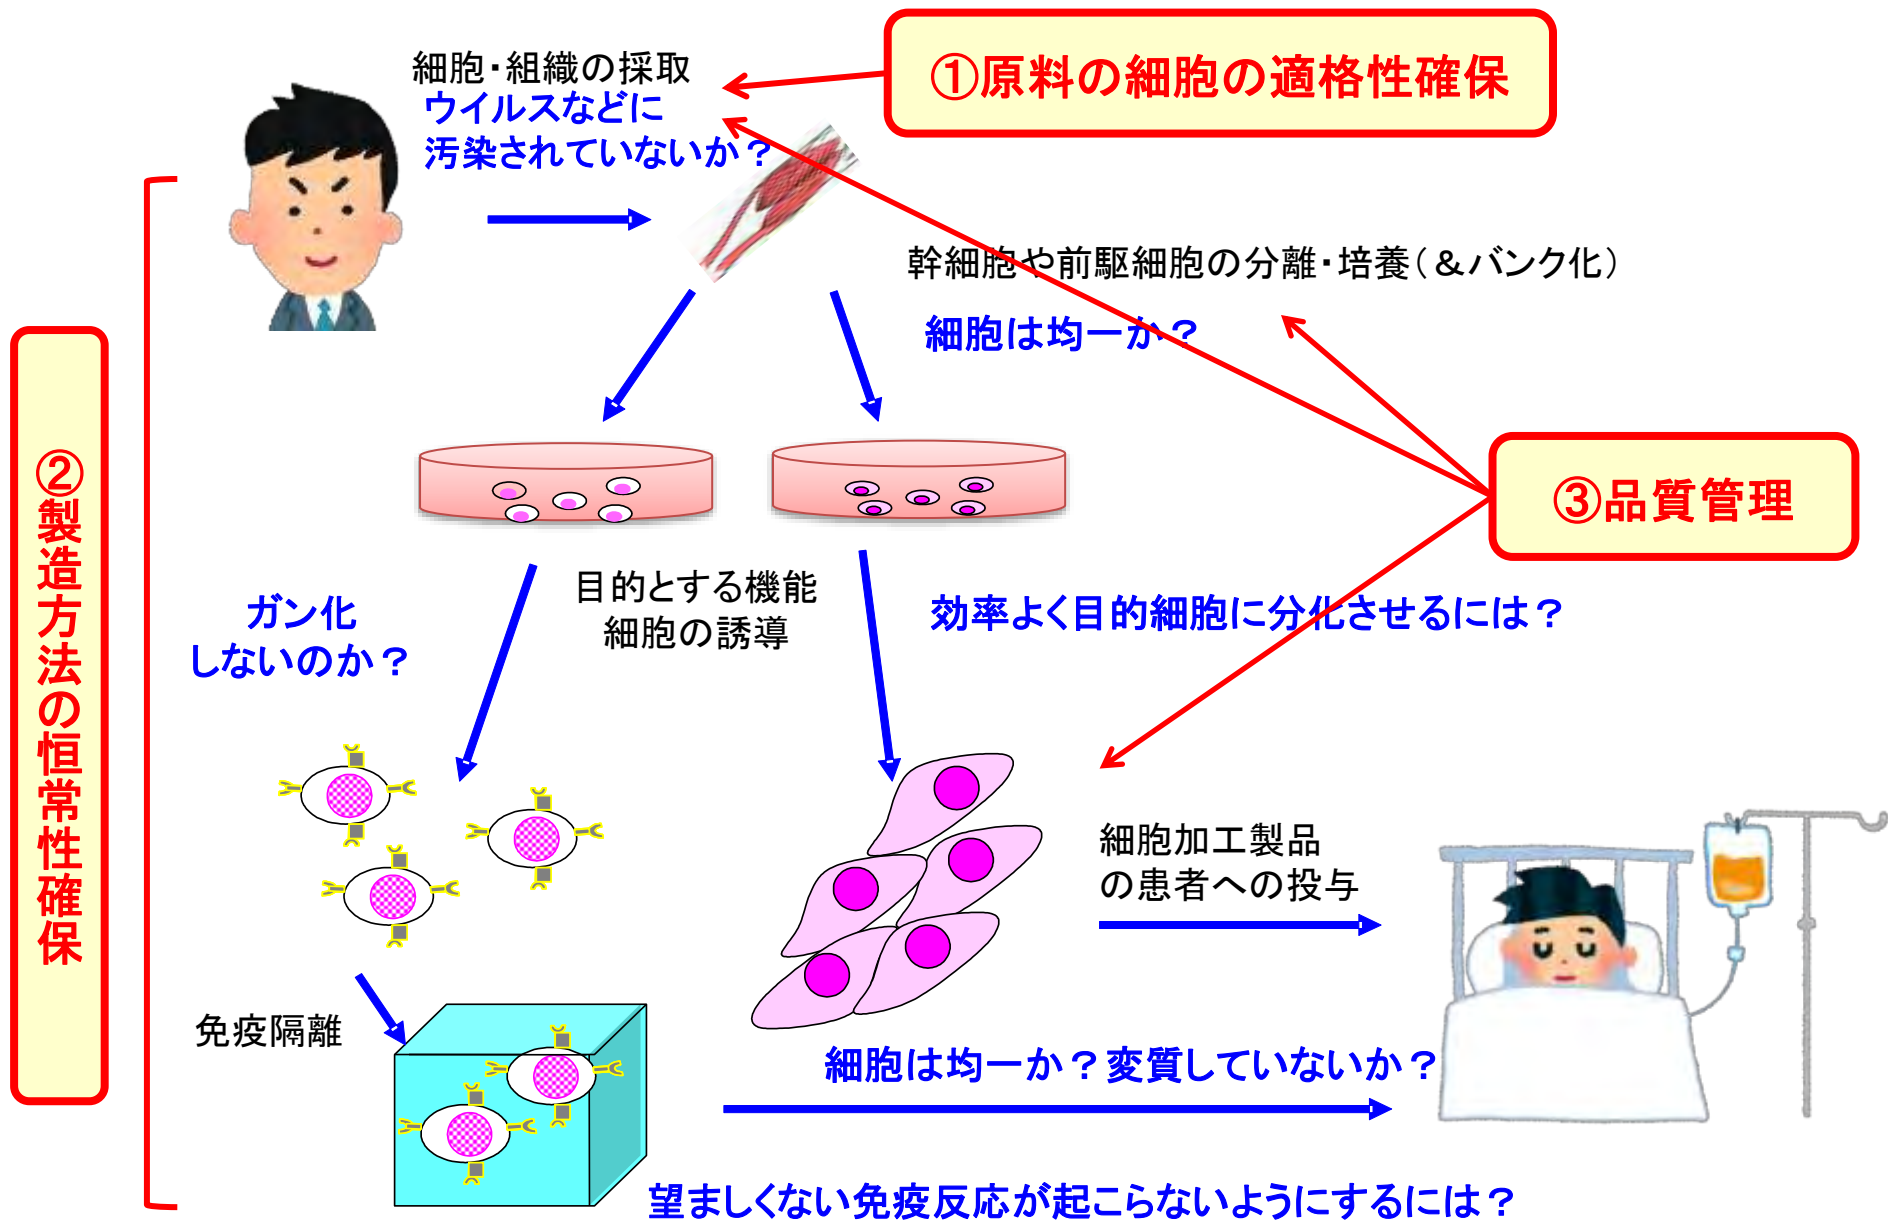 細胞・組織の採取
ウイルスなどに
汚染されていないか？
①原料の細胞の適格性確保
幹細胞や前駆細胞の分離・培養（＆バンク化）
細胞は均一か？
②製造方法の恒常性確保
③品質管理
目的とする機能
細胞の誘導
ガン化
しないのか？
効率よく目的細胞に分化させるには？
細胞加工製品
の患者への投与
免疫隔離
細胞は均一か？変質していないか？
望ましくない免疫反応が起こらないようにするには？